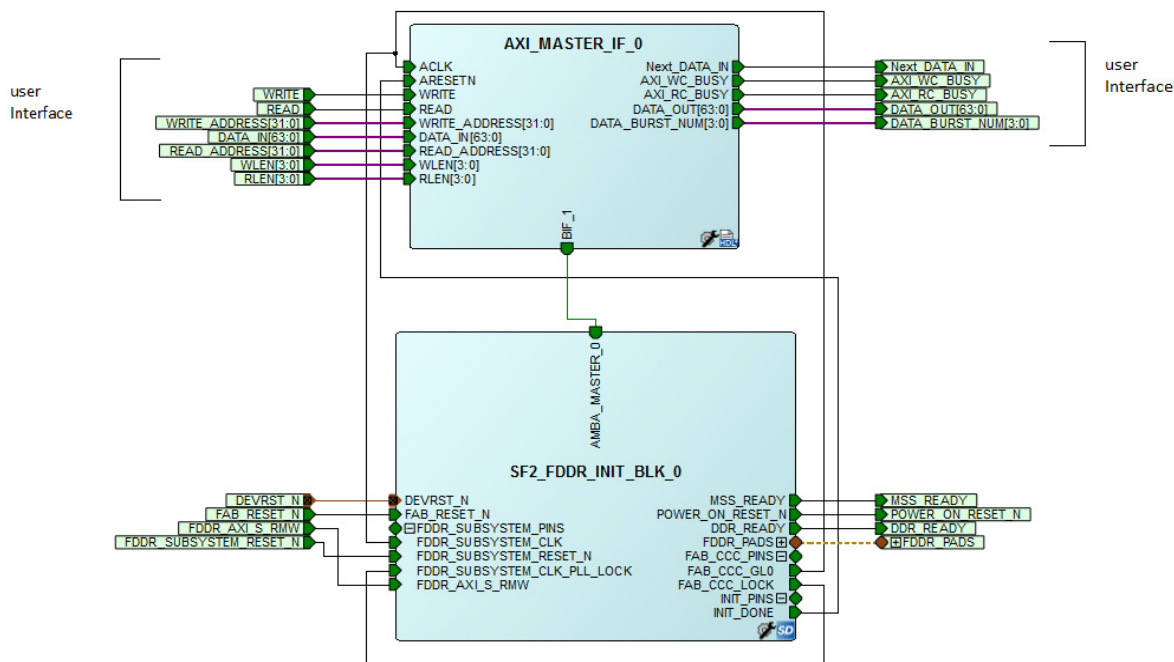 AXI_MASTER_IF_0
user
Interface
WRITE
READ
WRITE_ADDRESS[31:0]
DATA_IN[63:0]
READ_ADDRESS[31:0]
WLEN[3:0]
RLEN[3:0]
ACLK
ARESETN
WRITE
READ
WRITE_ADDRESS[31:0]
DATA_IN[63:0]
READ_ADDRESS[31:0]
WLEN[3:0]
RLEN[3:0]
Next_DATA_IN
AXI_WC_BUSY
AXI_RC_BUSY
DATA_OUT[63:0]
DATA_BURST_NUM[3:0]
Next_DATA_IN
AXI_WC_BUSY
AXI_RC_BUSY
DATA_OUT[63:0]
DATA_BURST_NUM[3:0]
user
Interface
BIF_1
HDL
AMBA_MASTER_0
SF2_FDDR_INIT_BLK_0
DEVRST_N
FAB_RESET_N
FDDR_AXI_S_RMW
FDDR_SUBSYSTEM_RESET_N
DEVRST_N
FAB_RESET_N
FDDR_SUBSYSTEM_PINS
FDDR_SUBSYSTEM_CLK
FDDR_SUBSYSTEM_RESET_N
FDDR_SUBSYSTEM_CLK_PLL_LOCK
FDDR_AXI_S_RMW
MSS_READY
POWER_ON_RESET_N
DDR_READY
FDDR_PADS
FAB_CCC_PINS
FAB_CCC_GL0
FAB_CCC_LOCK
INIT_PINS
INIT_DONE
MSS_READY
POWER_ON_RESET_N
DDR_READY
FDDR_PADS
SD